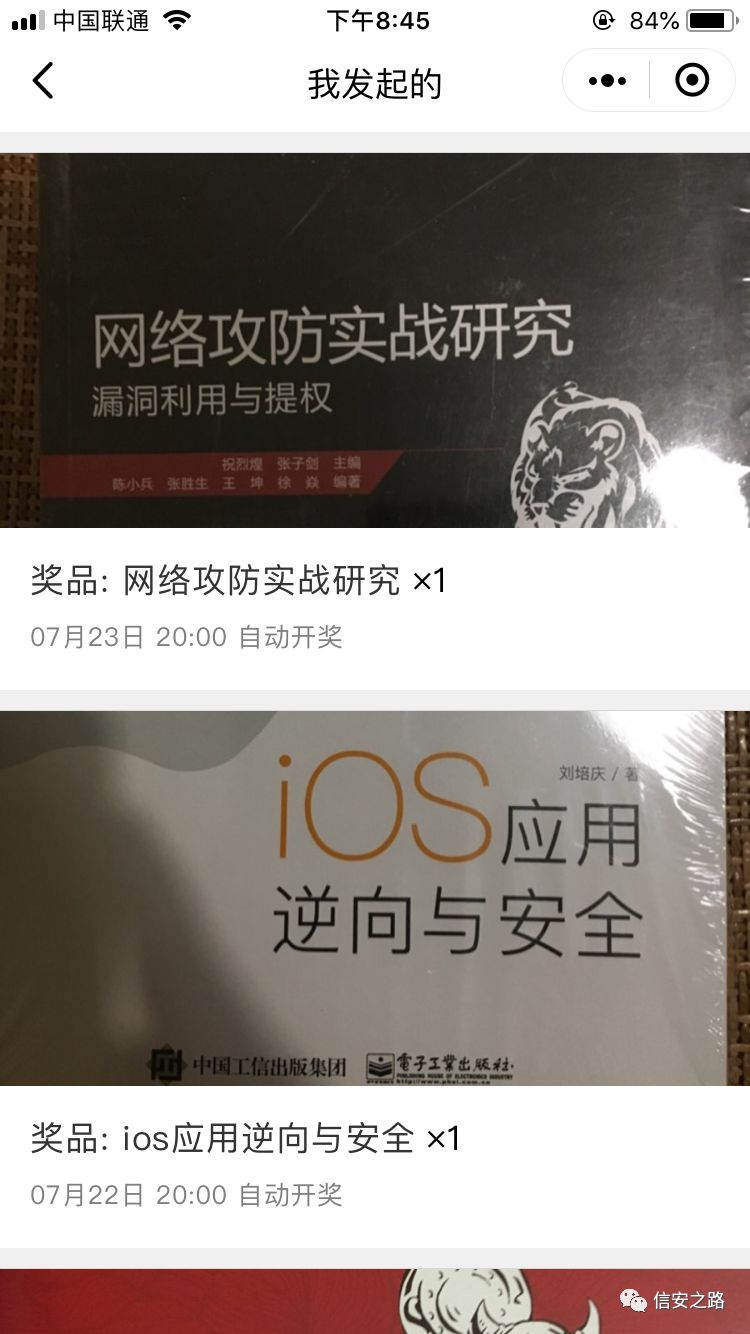 中国联通
下午8:45
84%
我发起的
网络攻防实战研究
漏洞利用与提权
祝烈煌 张子剑 主编
陈小兵 张胜生 王 坤 徐 焱 编著
奖品: 网络攻防实战研究 ×1
07月23日 20:00 自动开奖
刘培庆 / 著
iOS应用
逆向与安全
中国工信出版集团
電子工業出版社
PUBLISHING HOUSE OF ELECTRONICS INDUSTRY
http://www.phei.com.cn
奖品: ios应用逆向与安全 ×1
07月22日 20:00 自动开奖
信安之路